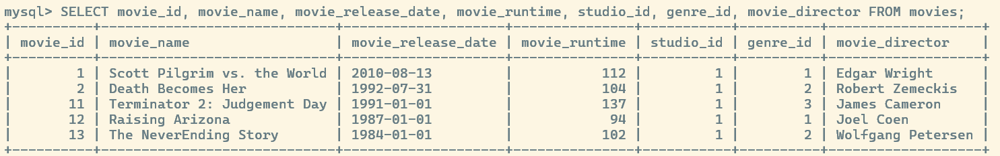 mysql> SELECT movie_id, movie_name, movie_release_date, movie_runtime, studio_id, genre_id, movie_director FROM movies;
+----------+-----------------------------+--------------------+---------------+-----------+----------+-------------------+
| movie_id | movie_name                  | movie_release_date | movie_runtime | studio_id | genre_id | movie_director    |
+----------+-----------------------------+--------------------+---------------+-----------+----------+-------------------+
|        1 | Scott Pilgrim vs. the World | 2010-08-13         |           112 |         1 |        1 | Edgar Wright      |
|        2 | Death Becomes Her           | 1992-07-31         |           104 |         1 |        2 | Robert Zemeckis   |
|       11 | Terminator 2: Judgement Day | 1991-01-01         |           137 |         1 |        3 | James Cameron     |
|       12 | Raising Arizona             | 1987-01-01         |            94 |         1 |        1 | Joel Coen         |
|       13 | The NeverEnding Story       | 1984-01-01         |           102 |         1 |        2 | Wolfgang Petersen |
+----------+-----------------------------+--------------------+---------------+-----------+----------+-------------------+